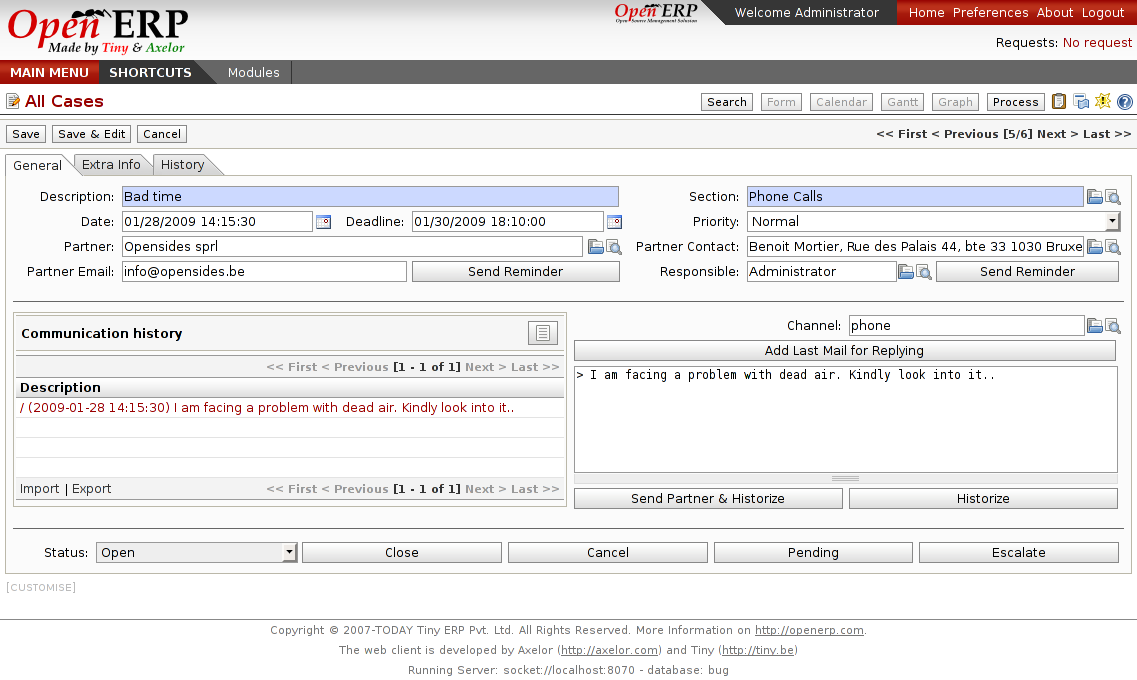 Open ERP
Made by Tiny & Axelor
Open ERP
Open Source Management Solution
Welcome Administrator
Home Preferences About Logout
Requests: No request
MAIN MENU SHORTCUTS Modules
All Cases
Search Form Calendar Gantt Graph Process
Save Save & Edit Cancel
<< First < Previous [5/6] Next > Last >>
General Extra Info History
Description: Bad time Section: Phone Calls
Date: 01/28/2009 14:15:30 Deadline: 01/30/2009 18:10:00 Priority: Normal
Partner: Opensides sprl Partner Contact: Benoit Mortier, Rue des Palais 44, bte 33 1030 Bruxe
Partner Email: info@opensides.be Send Reminder Responsible: Administrator Send Reminder
Communication history
<< First < Previous [1 - 1 of 1] Next > Last >>
Description
/ (2009-01-28 14:15:30) I am facing a problem with dead air. Kindly look into it..
Import | Export << First < Previous [1 - 1 of 1] Next > Last >>
Channel: phone
Add Last Mail for Replying
> I am facing a problem with dead air. Kindly look into it..
Send Partner & Historize Historize
Status: Open Close Cancel Pending Escalate
[CUSTOMISE]
Copyright © 2007-TODAY Tiny ERP Pvt. Ltd. All Rights Reserved. More Information on http://openerp.com.
The web client is developed by Axelor (http://axelor.com) and Tiny (http://tiny.be)
Running Server: socket://localhost:8070 - database: bug